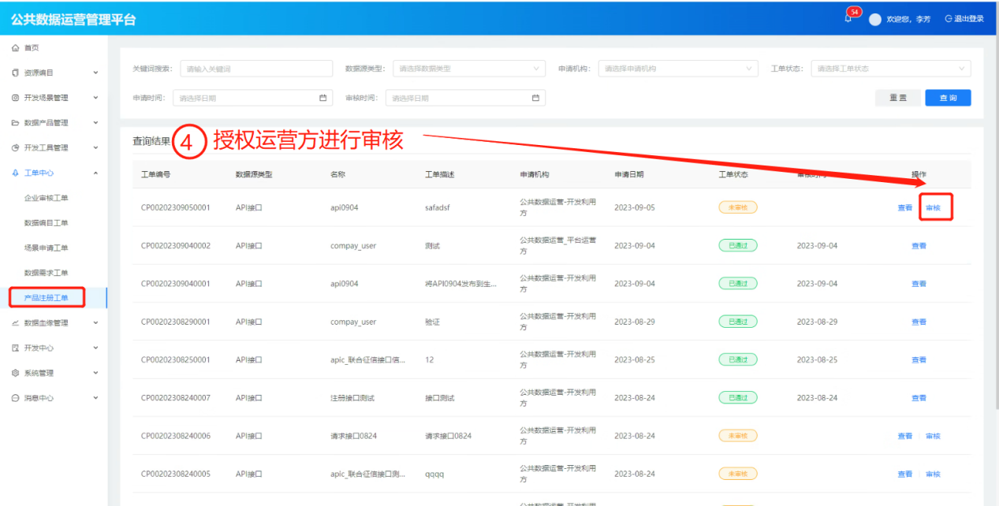 公共数据运营管理平台
54
欢迎您，李芳
退出登录
首页
资源编目
开发场景管理
数据产品管理
开发工具管理
工单中心
企业审核工单
数据编目工单
场景申请工单
数据需求工单
产品注册工单
数据血缘管理
开发中心
系统管理
消息中心
关键词搜索： 请输入关键词 数据源类型： 请选择数据类型 申请机构： 请选择申请机构 工单状态： 请选择工单状态
申请时间： 请选择日期 审核时间： 请选择日期 重置 查询
查询结果 4 授权运营方进行审核
工单编号 数据源类型 名称 工单描述 申请机构 申请日期 工单状态 审核时间 操作
CP00202309050001 API接口 api0904 safadsf 公共数据运营-开发利用方 2023-09-05 未审核 查看 审核
CP00202309040002 API接口 compay_user 测试 公共数据运营_平台运营方 2023-09-04 已通过 2023-09-04 查看
CP00202309040001 API接口 api0904 将API0904发布到生... 公共数据运营-开发利用方 2023-09-04 已通过 2023-09-04 查看
CP00202308290001 API接口 compay_user 验证 公共数据运营-开发利用方 2023-08-29 已通过 2023-08-29 查看
CP00202308250001 API接口 apic_联合征信接口信... 12 公共数据运营-开发利用方 2023-08-25 已通过 2023-08-25 查看
CP00202308240007 API接口 注册接口测试 接口测试 公共数据运营-开发利用方 2023-08-24 已通过 2023-08-24 查看
CP00202308240006 API接口 请求接口0824 请求接口0824 公共数据运营-开发利用方 2023-08-24 未审核 查看 审核
CP00202308240005 API接口 apic_联合征信接口测... qqqq 公共数据运营-开发利用方 2023-08-24 未审核 查看 审核